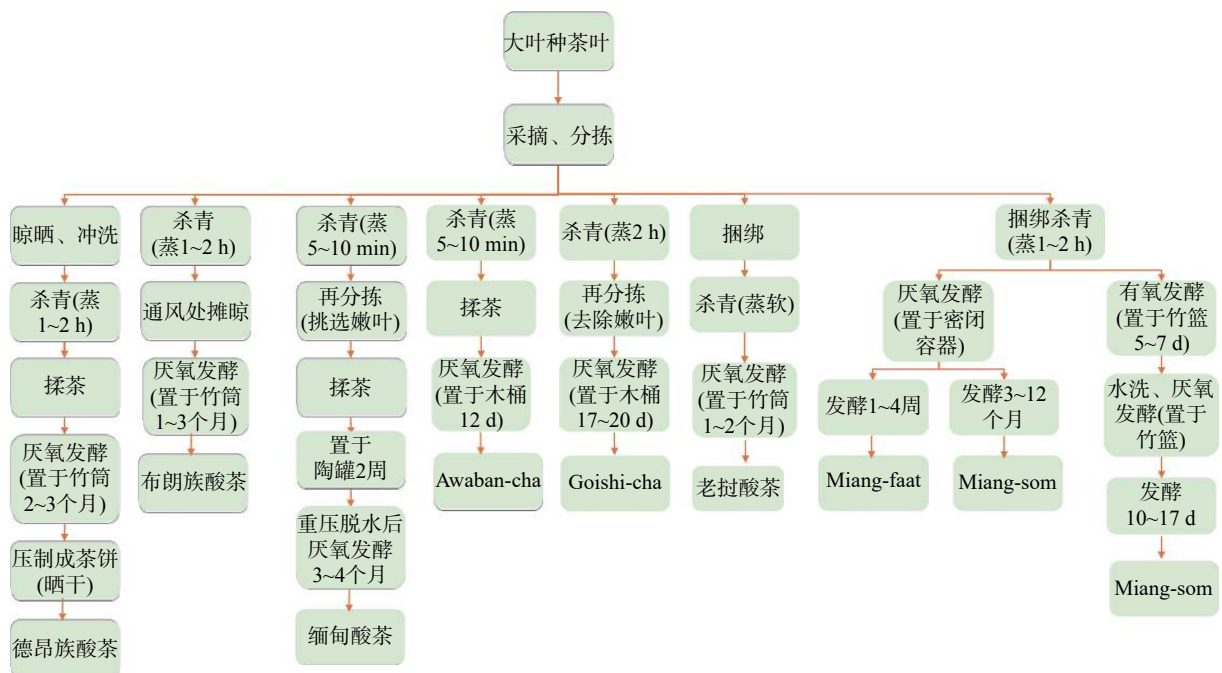 大叶种茶叶
采摘、分拣
晾晒、冲洗
杀青(蒸
1~2 h)
揉茶
厌氧发酵
(置于竹筒
2~3个月)
压制成茶饼
(晒干)
德昂族酸茶
杀青
(蒸1~2 h)
通风处摊晾
厌氧发酵
(置于竹筒
1~3个月)
布朗族酸茶
杀青(蒸
5~10 min)
再分拣
(挑选嫩叶)
揉茶
置于
陶罐2周
重压脱水后
厌氧发酵
3~4个月
缅甸酸茶
杀青(蒸
5~10 min)
揉茶
厌氧发酵
(置于木桶
12 d)
Awaban-cha
杀青(蒸2 h)
再分拣
(去除嫩叶)
厌氧发酵
(置于木桶
17~20 d)
Goishi-cha
捆绑
杀青(蒸软)
厌氧发酵
(置于竹筒
1~2个月)
老挝酸茶
捆绑杀青
(蒸1~2 h)
厌氧发酵
(置于密闭
容器)
发酵1~4周
Miang-faat
发酵3~12
个月
Miang-som
有氧发酵
(置于竹篮
5~7 d)
水洗、厌氧
发酵(置于
竹篮)
发酵
10~17 d
Miang-som